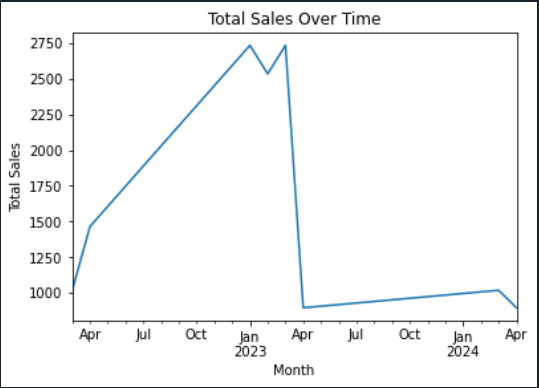 Total Sales Over Time
2750
2500
2250
2000
1750
1500
1250
1000
Total Sales
Apr Jul Oct Jan Apr Jul Oct Jan Apr
2023 2024
Month